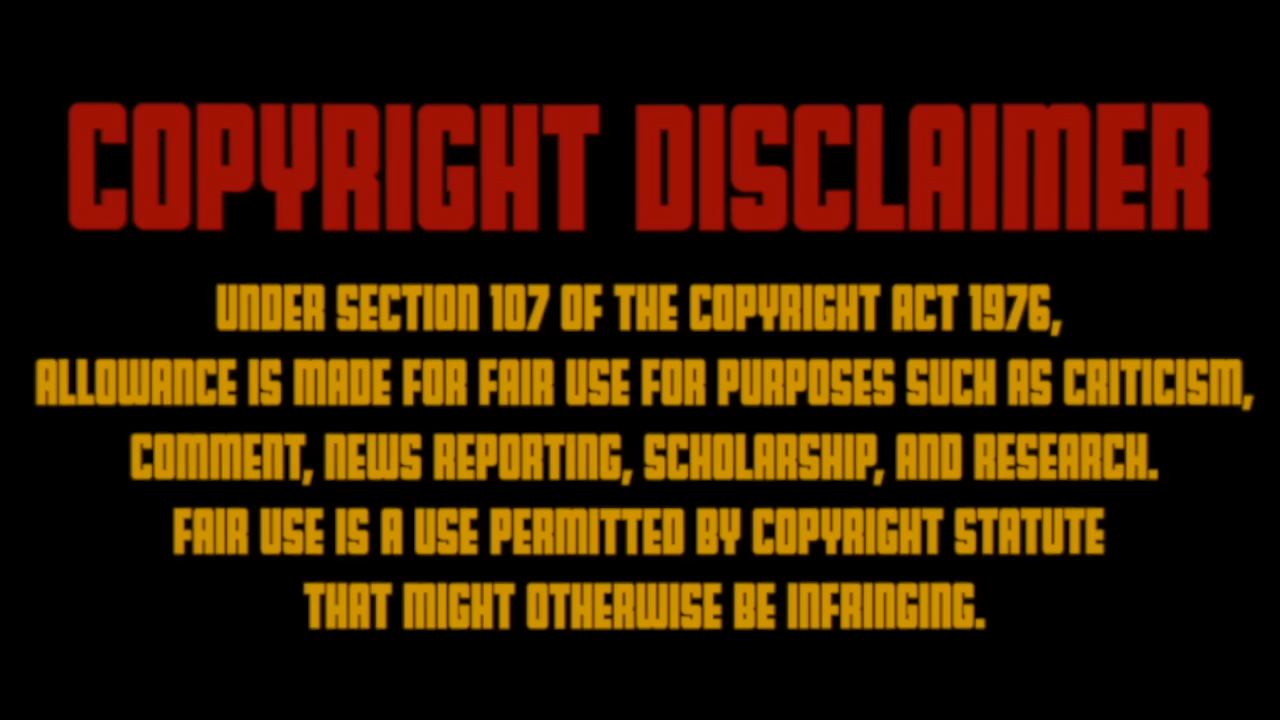 COPYRIGHT DISCLAIMER
UNDER SECTION 107 OF THE COPYRIGHT ACT 1976,
ALLOWANCE IS MADE FOR FAIR USE FOR PURPOSES SUCH AS CRITICISM,
COMMENT, NEWS REPORTING, SCHOLARSHIP, AND RESEARCH.
FAIR USE IS A USE PERMITTED BY COPYRIGHT STATUTE
THAT MIGHT OTHERWISE BE INFRINGING.